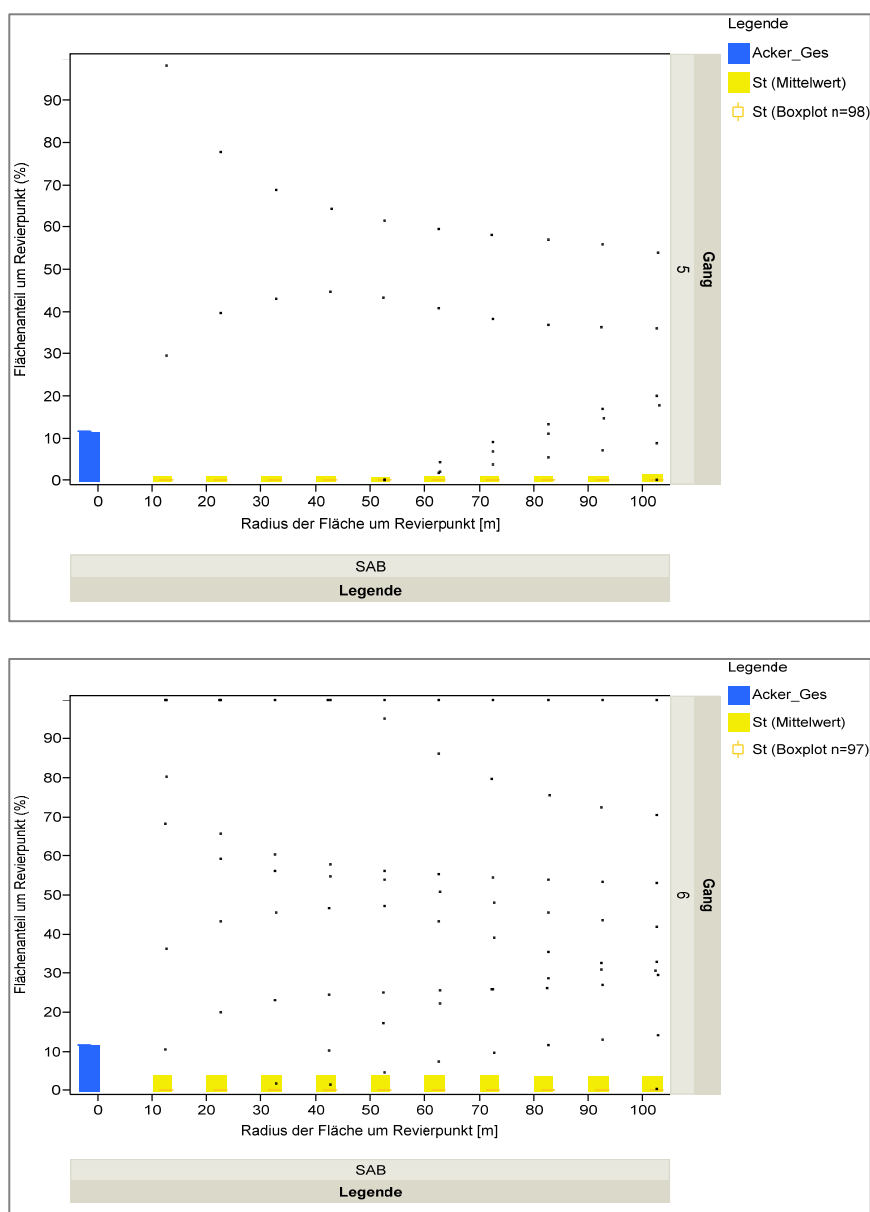 Legende
Acker_Ges
St (Mittelwert)
St (Boxplot n=98)
Flächenanteil um Revierpunkt (%)
90
80
70
60
50
40
30
20
10
0
0 10 20 30 40 50 60 70 80 90 100
Radius der Fläche um Revierpunkt [m]
5
Gang
SAB
Legende
Legende
Acker_Ges
St (Mittelwert)
St (Boxplot n=97)
Flächenanteil um Revierpunkt (%)
90
80
70
60
50
40
30
20
10
0
0 10 20 30 40 50 60 70 80 90 100
Radius der Fläche um Revierpunkt [m]
6
Gang
SAB
Legende